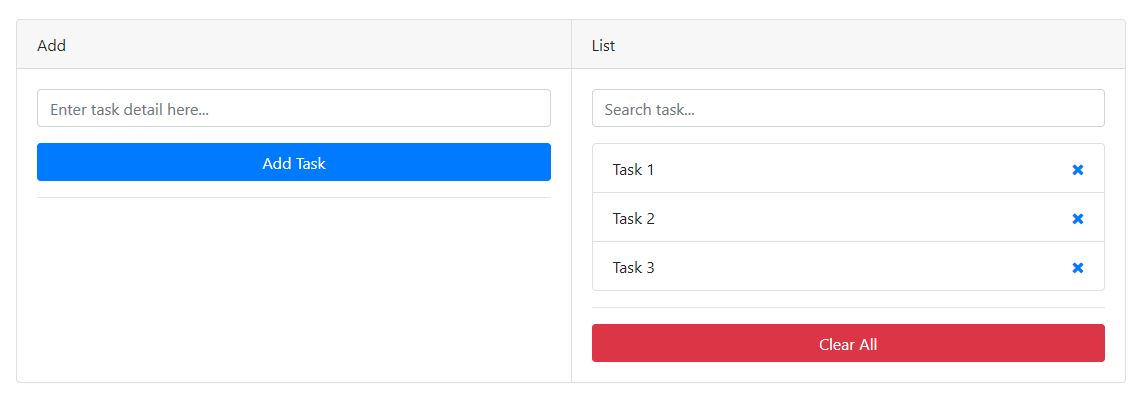 Add
Enter task detail here...
Add Task
List
Search task...
Task 1
Task 2
Task 3
Clear All